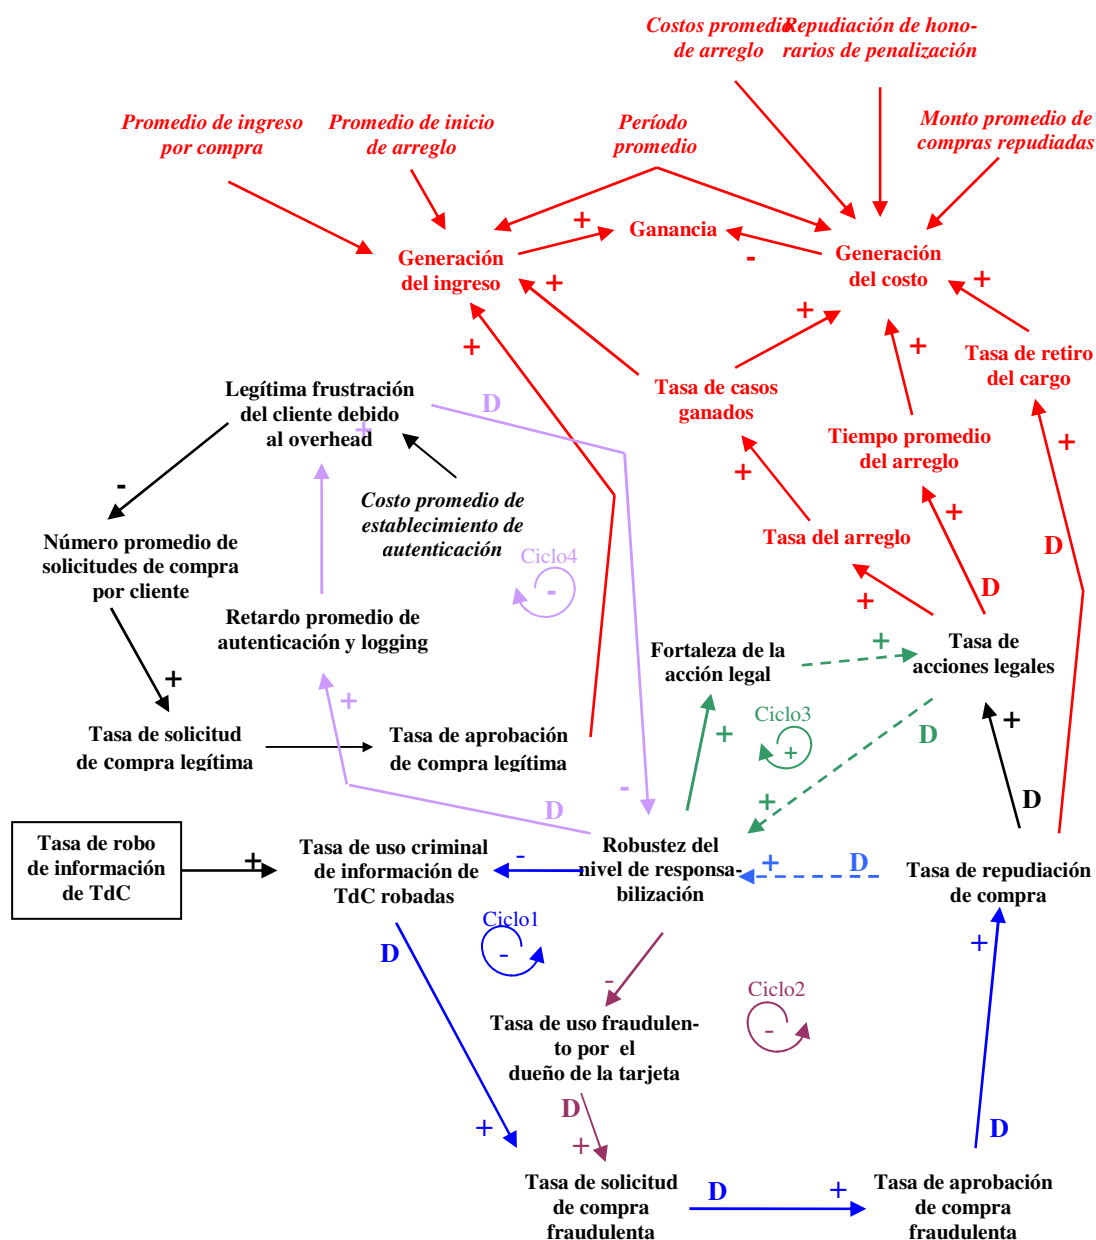 Costos promedio
de arreglo
Repudiación de hono-
rarios de penalización
Promedio de ingreso
por compra
Promedio de inicio
de arreglo
Período
promedio
Monto promedio de
compras repudiadas
+
Ganancia
-
Generación
del ingreso
Generación
del costo
+
+
+
+
+
Tasa de retiro
del cargo
Legítima frustración
del cliente debido
al overhead
+
D
Tasa de casos
ganados
Tiempo promedio
del arreglo
+
-
+
+
Costo promedio de
establecimiento de
autenticación
Tasa del arreglo
D
Número promedio de
solicitudes de compra
por cliente
Ciclo4
-
D
+
Retardo promedio de
autenticación y logging
Fortaleza de la
acción legal
+
Tasa de
acciones legales
+
+
Tasa de solicitud
de compra legítima
Tasa de aprobación
de compra legítima
Ciclo3
+
+
D
+
-
D
+
D
Tasa de robo
de información
de TdC
+
Tasa de uso criminal
de información de
TdC robadas
-
Robustez del
nivel de responsa-
bilización
+
D
Tasa de repudiación
de compra
Ciclo1
-
D
+
-
Ciclo2
-
Tasa de uso fraudulen-
to por el
dueño de la tarjeta
D
+
+
D
Tasa de solicitud
de compra
fraudulenta
D
+
Tasa de aprobación
de compra
fraudulenta